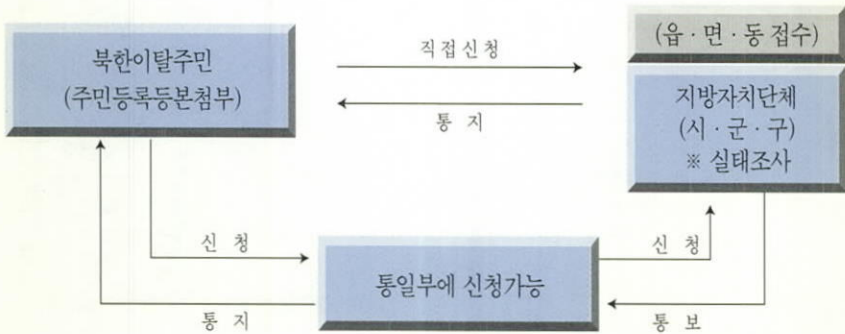 북한이탈주민
(주민등록등본첨부)
직접신청
통 지
(읍 · 면 · 동 접수)
지방자치단체
(시 · 군 · 구)
※ 실태조사
신 청
통일부에 신청가능
신 청
통 지
통 보